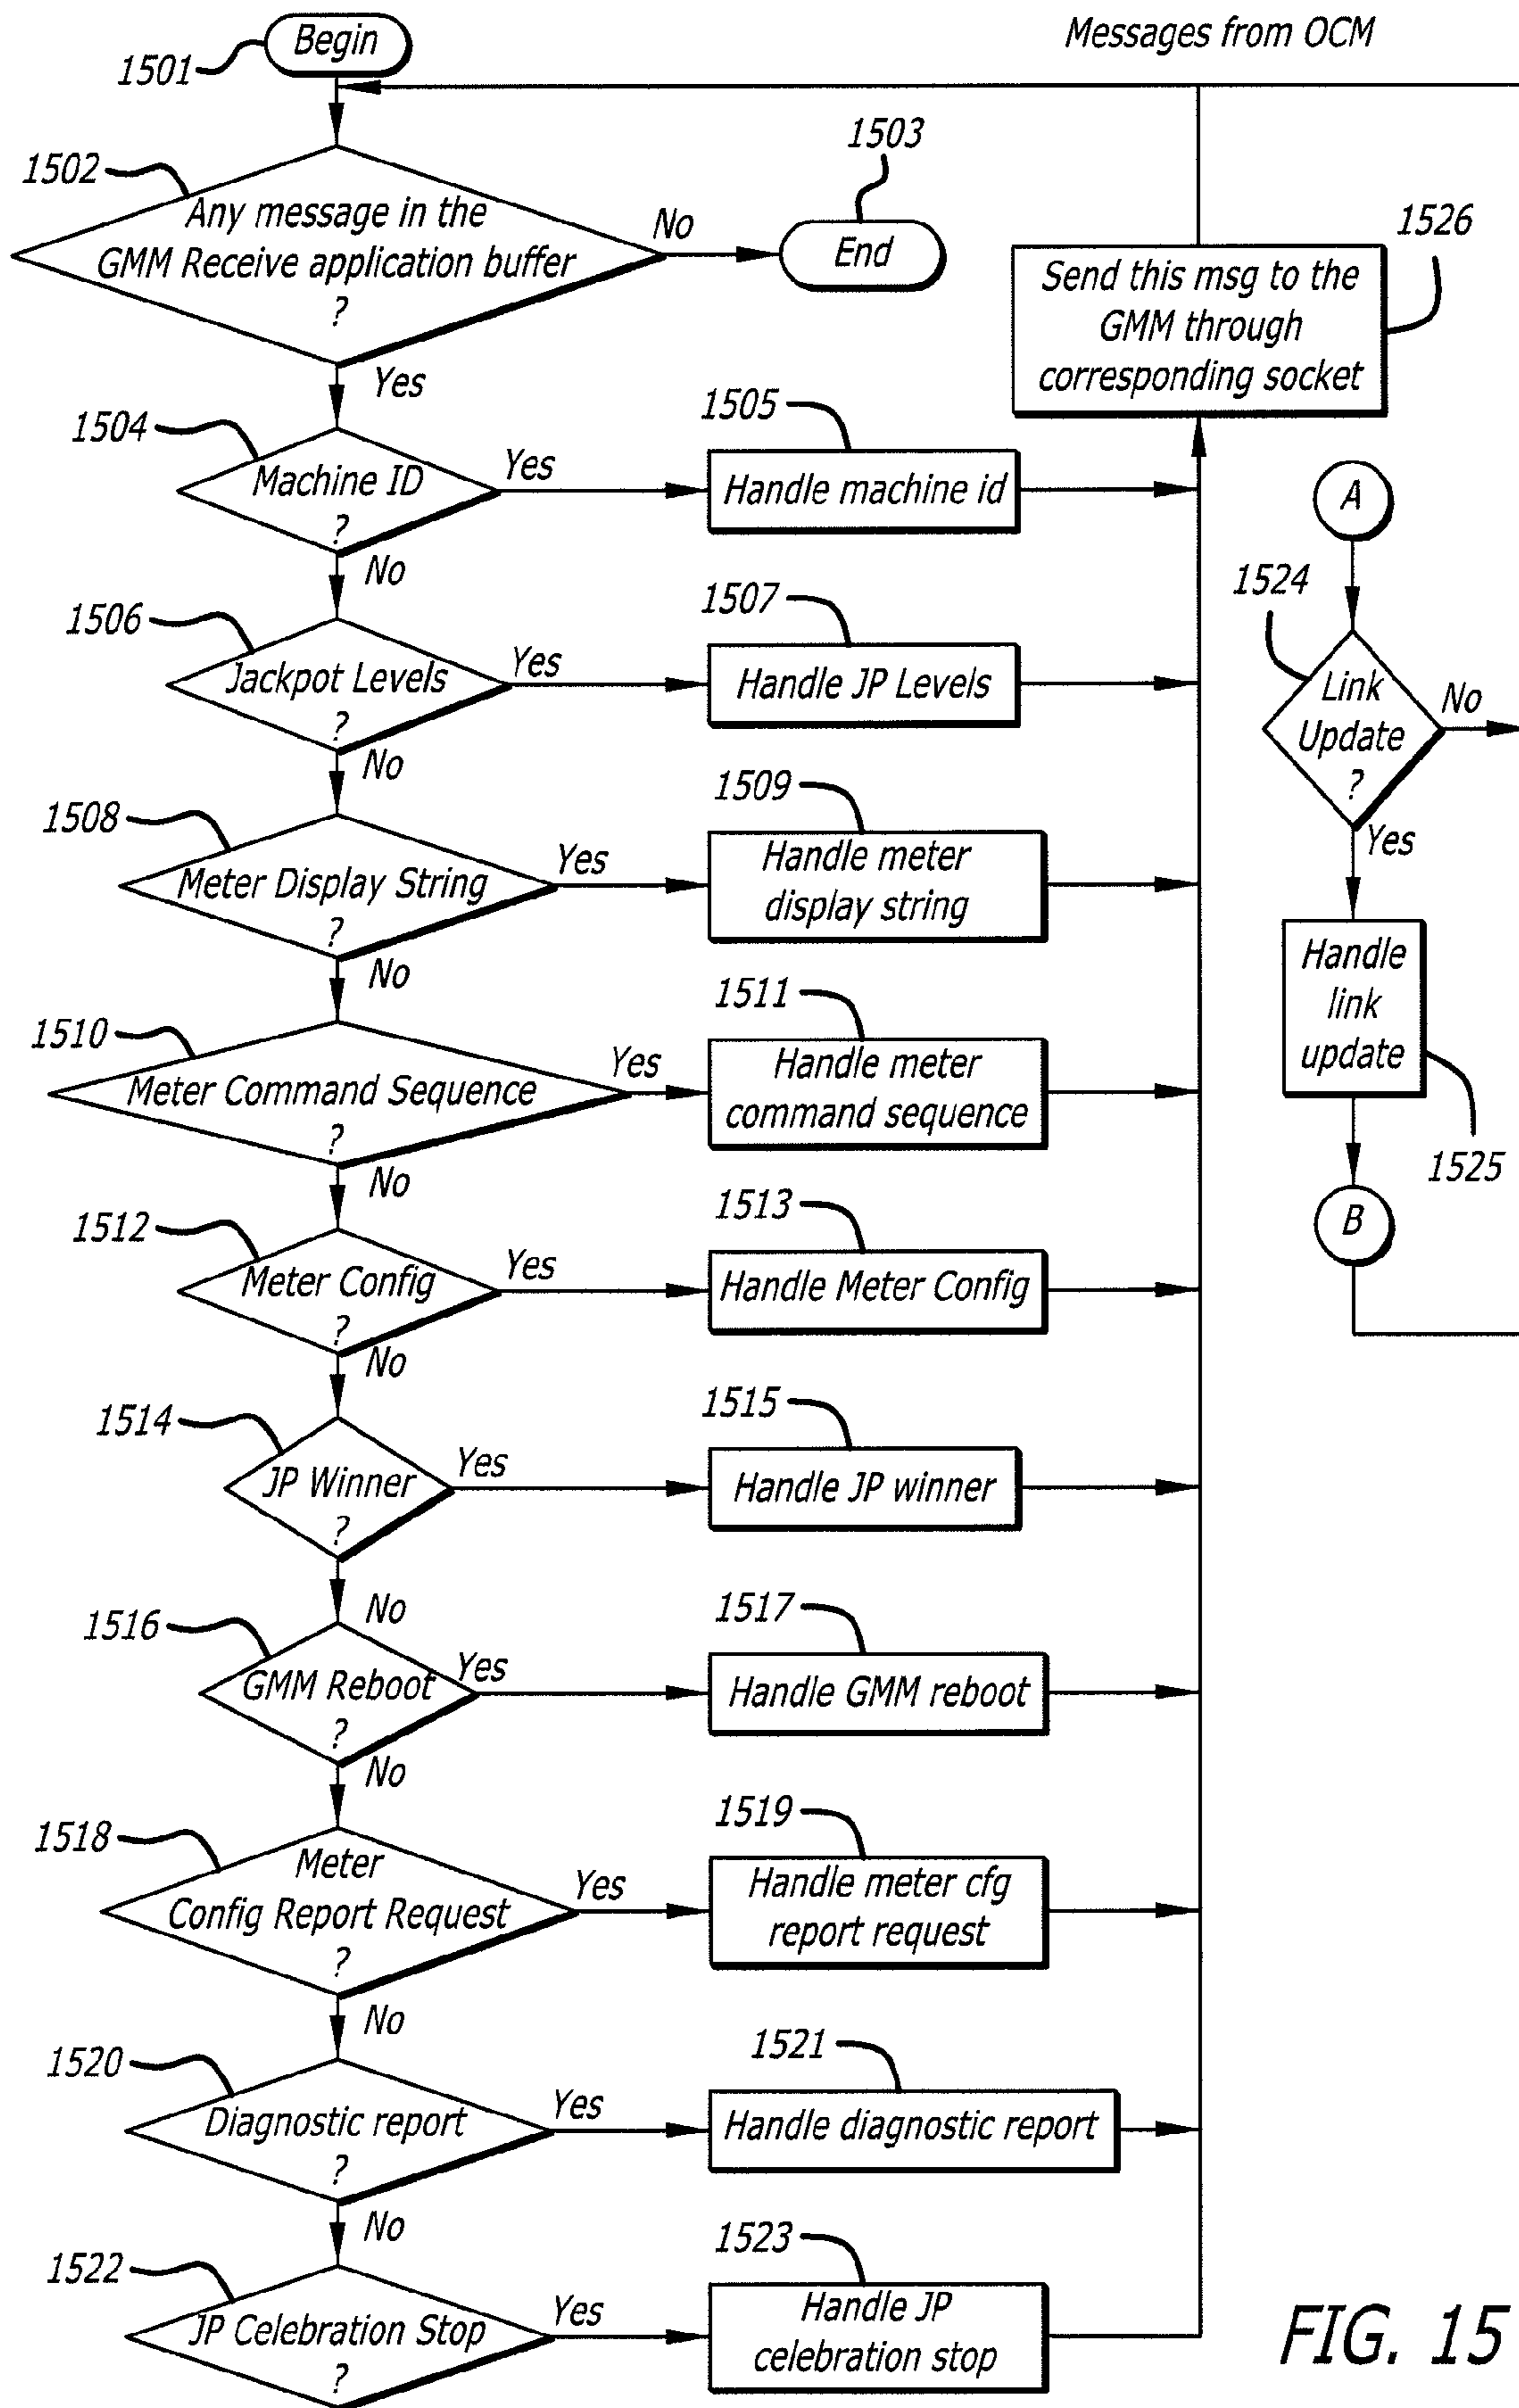 Messages from OCM
Begin
1501
1502
Any message in the
GMM Receive application buffer
?
No
1503
End
1526
Send this msg to the
GMM through
corresponding socket
Yes
1504
Machine ID
?
Yes
1505
Handle machine id
No
1506
Jackpot Levels
?
Yes
1507
Handle JP Levels
No
1508
Meter Display String
?
Yes
1509
Handle meter
display string
No
1510
Meter Command Sequence
?
Yes
1511
Handle meter
command sequence
No
1512
Meter Config
?
Yes
1513
Handle Meter Config
No
1514
JP Winner
?
Yes
1515
Handle JP winner
No
1516
GMM Reboot
?
Yes
1517
Handle GMM reboot
No
1518
Meter
Config Report Request
?
Yes
1519
Handle meter cfg
report request
No
1520
Diagnostic report
?
Yes
1521
Handle diagnostic report
No
1522
JP Celebration Stop
?
Yes
1523
Handle JP
celebration stop
A
1524
Link
Update
?
No
Yes
Handle
link
update
1525
B
FIG. 15